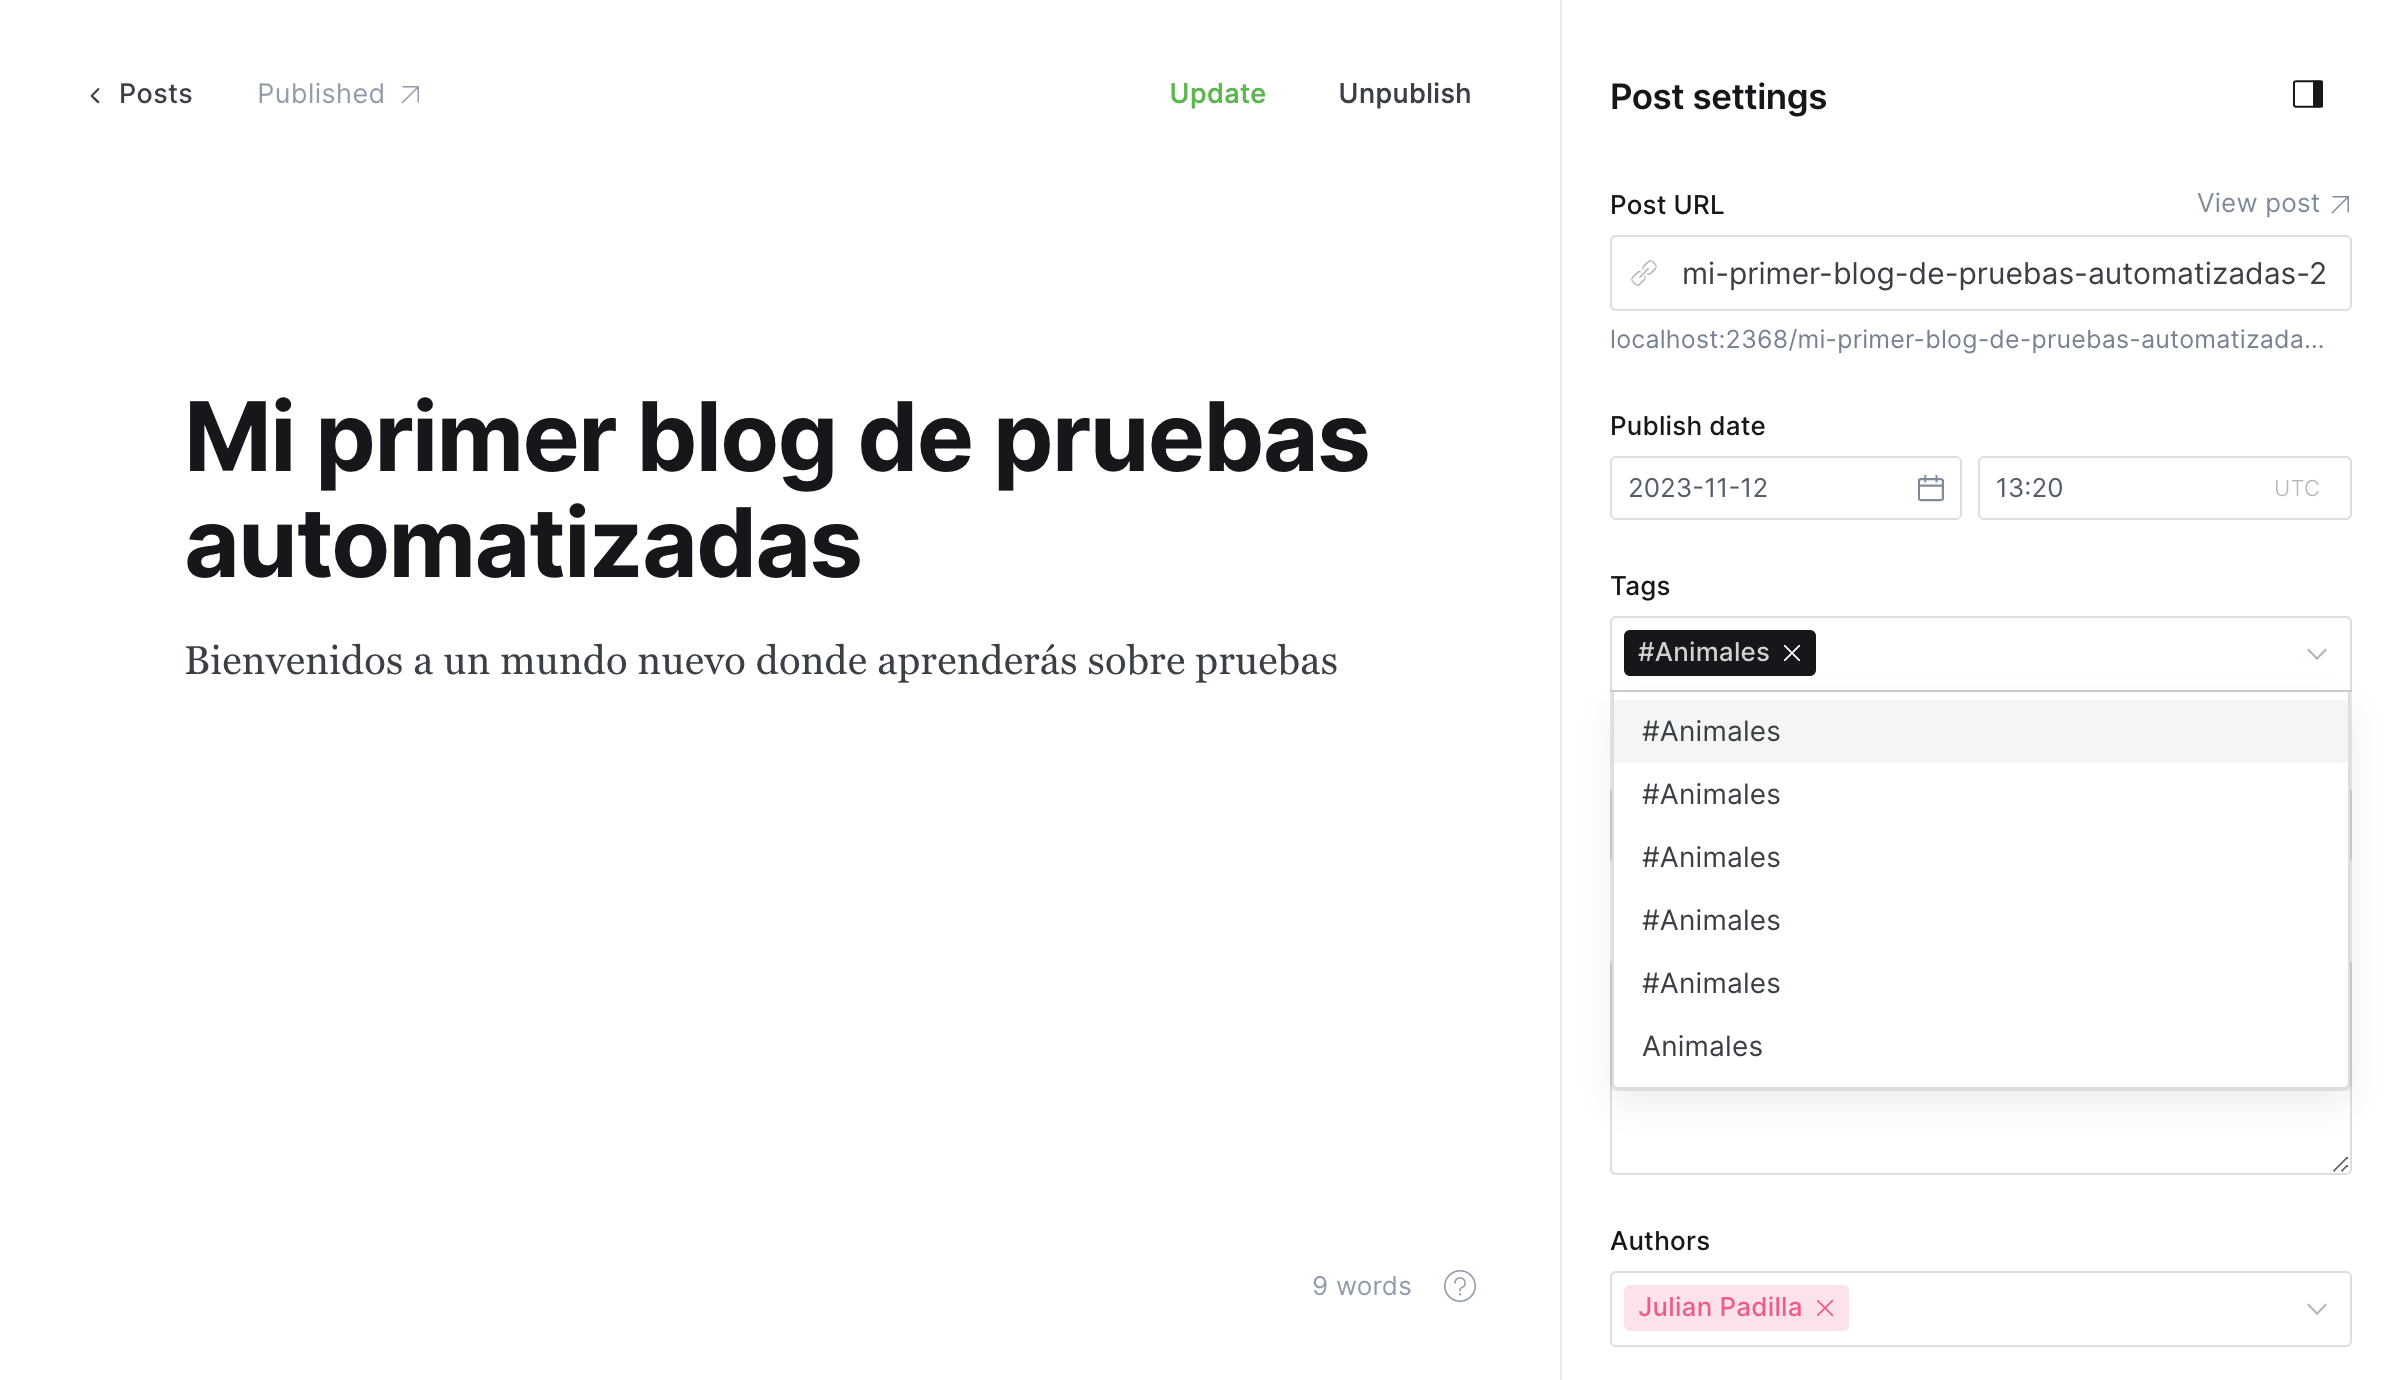 Posts
Published
Update
Unpublish
Mi primer blog de pruebas
automatizadas
Bienvenidos a un mundo nuevo donde aprenderás sobre pruebas
9 words
?
Post settings
Post URL
View post
mi-primer-blog-de-pruebas-automatizadas-2
localhost:2368/mi-primer-blog-de-pruebas-automatizada...
Publish date
2023-11-12
13:20
UTC
Tags
#Animales
#Animales
#Animales
#Animales
#Animales
#Animales
Animales
Authors
Julian Padilla